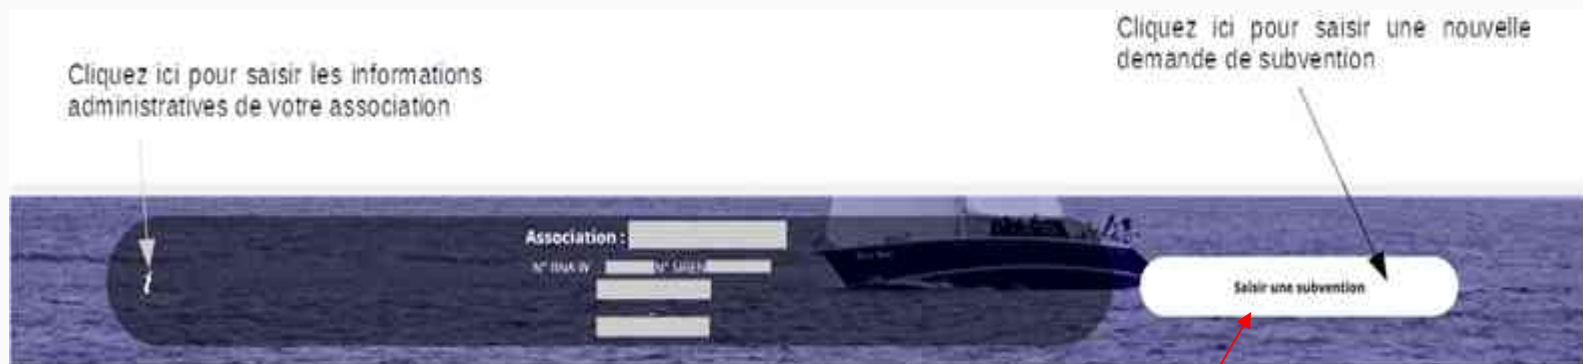 Cliquez ici pour saisir une nouvelle
demande de subvention
Cliquez ici pour saisir les informations
administratives de votre association
Association :
N° RNA W N° SIREN
Saisir une subvention